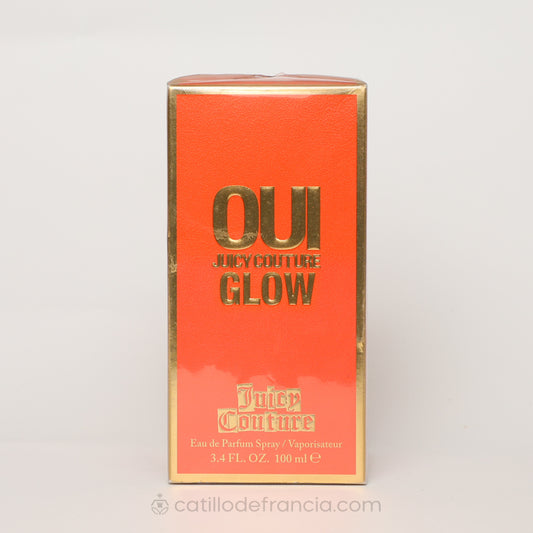 OUI
JUICY COUTURE
GLOW
Juicy
Couture
Eau de Parfum Spray / Vaporisateur
3.4 FL. OZ. 100 ml ℮
catillodefrancia.com